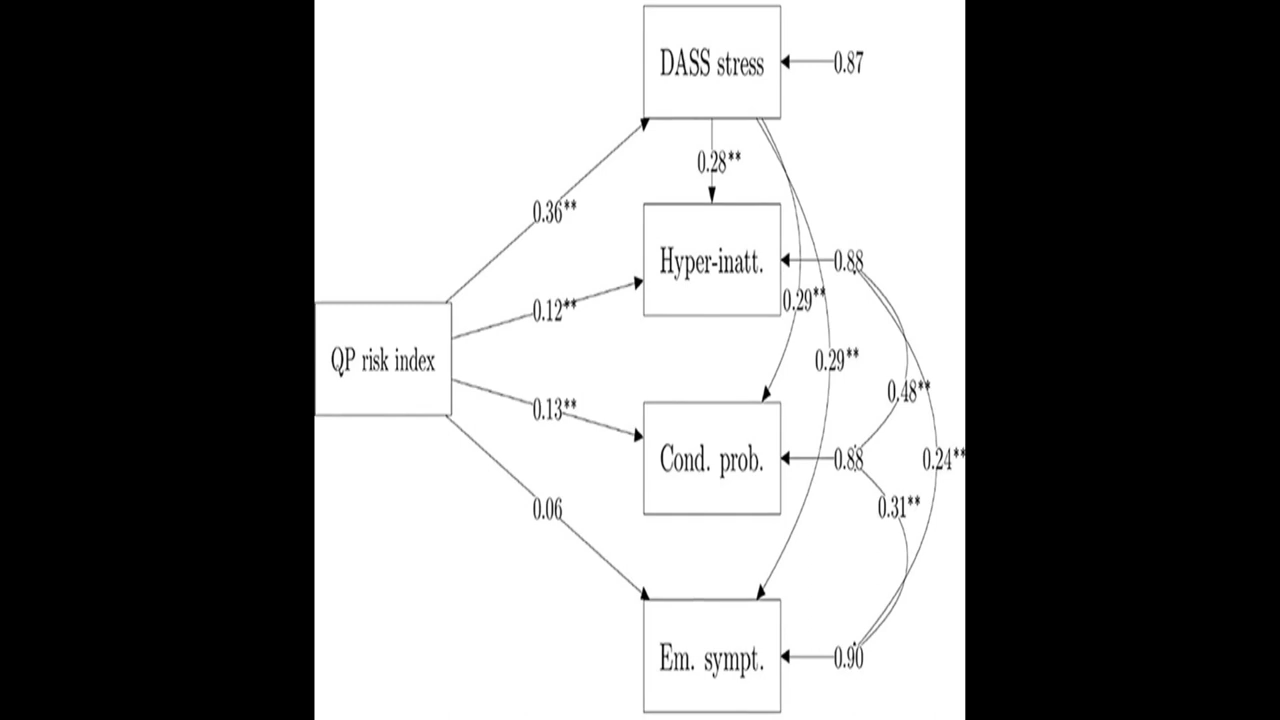 DASS stress
0.87
0.28**
0.36**
Hyper-inatt.
0.88
0.29**
0.12**
QP risk index
0.29**
0.48**
0.13**
Cond. prob.
0.88
0.24**
0.31**
0.06
Em. sympt.
0.90